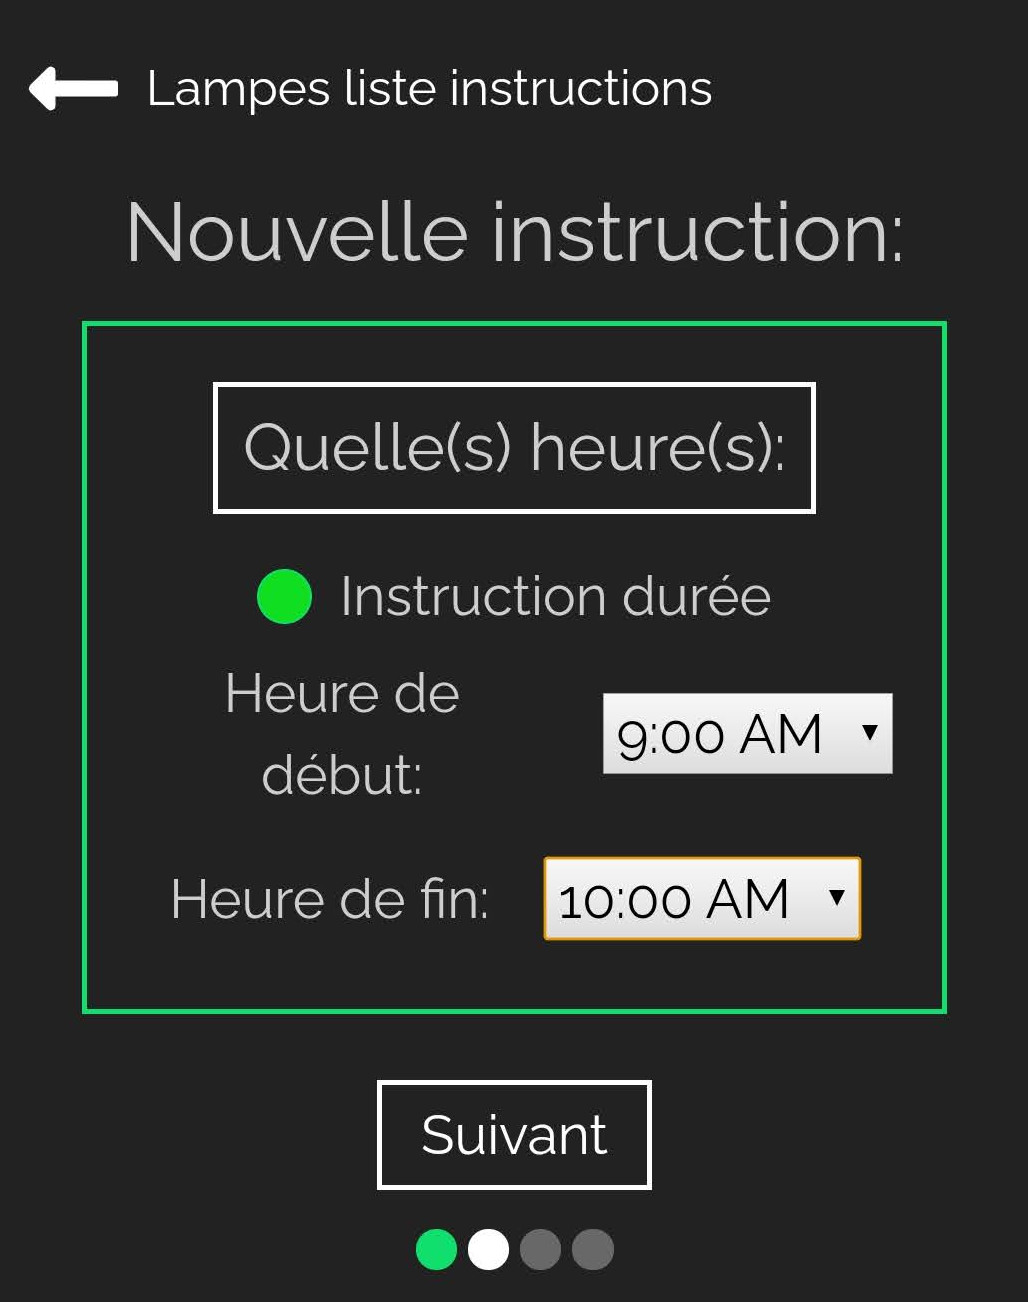 Lampes liste instructions
Nouvelle instruction:
Quelle(s) heure(s):
Instruction durée
Heure de
début:
9:00 AM
Heure de fin:
10:00 AM
Suivant